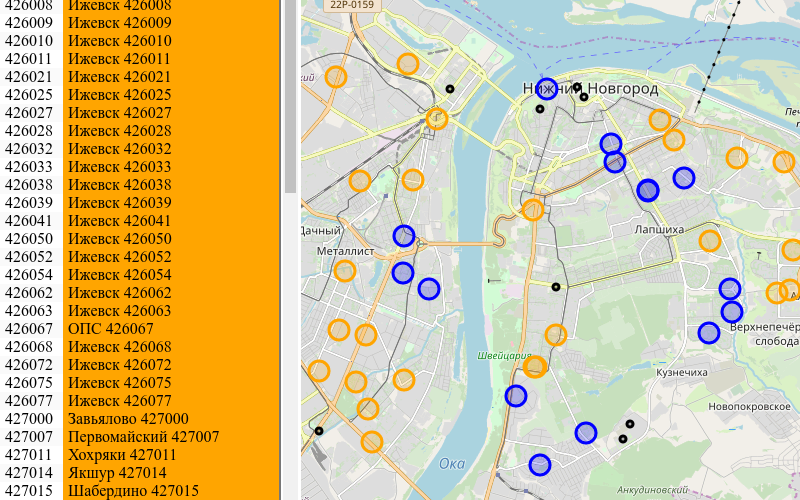 426008 Ижевск 426008
426009 Ижевск 426009
426010 Ижевск 426010
426011 Ижевск 426011
426021 Ижевск 426021
426025 Ижевск 426025
426027 Ижевск 426027
426028 Ижевск 426028
426032 Ижевск 426032
426033 Ижевск 426033
426038 Ижевск 426038
426039 Ижевск 426039
426041 Ижевск 426041
426050 Ижевск 426050
426052 Ижевск 426052
426054 Ижевск 426054
426062 Ижевск 426062
426063 Ижевск 426063
426067 ОПС 426067
426068 Ижевск 426068
426072 Ижевск 426072
426075 Ижевск 426075
426077 Ижевск 426077
427000 Завьялово 427000
427007 Первомайский 427007
427011 Хохряки 427011
427014 Якшур 427014
427015 Шабердино 427015
22Р-0159
кий
Нижний Новгород
Дачный
Металлист
Лапшиха
Верхнепечёр
слобода
Швейцария
Кузнечиха
Новопокровское
Ока
Анкудиновский